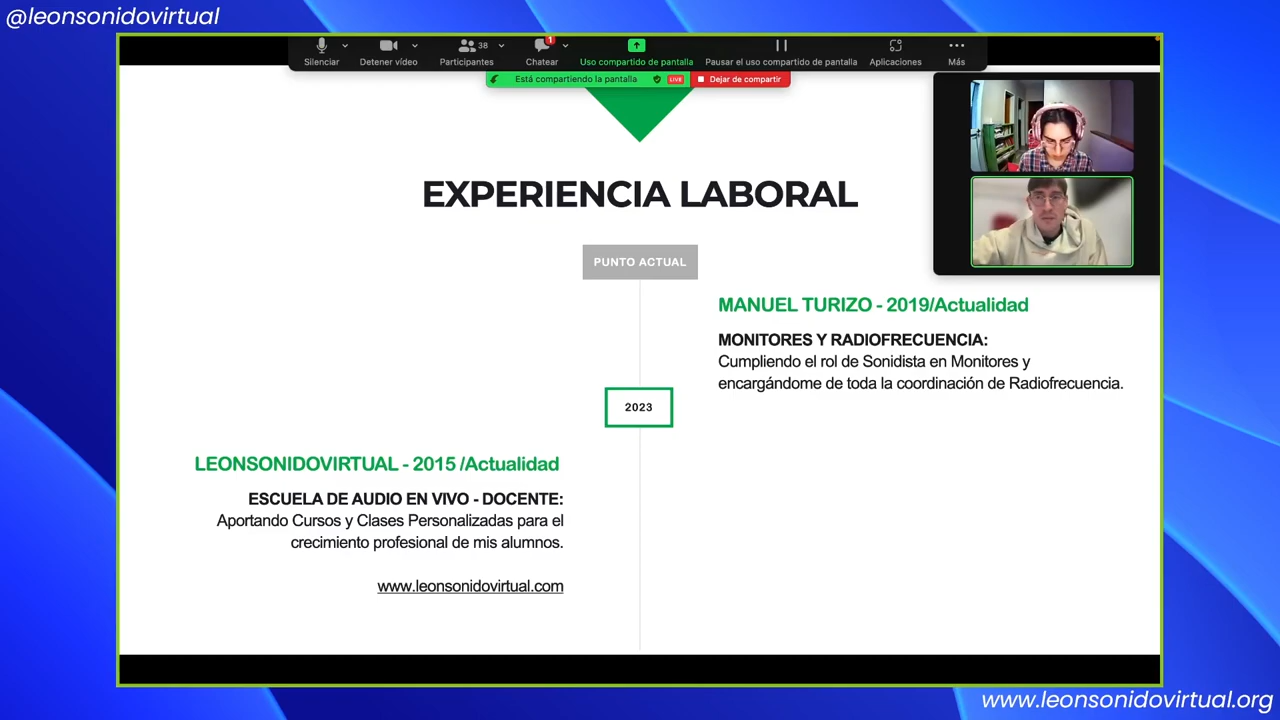 @leonsonidovirtual
38
1
Silenciar
Detener vídeo
Participantes
Chatear
Uso compartido de pantalla
Pausar el uso compartido de pantalla
Aplicaciones
Más
Está compartiendo la pantalla
LIVE
Dejar de compartir
EXPERIENCIA LABORAL
PUNTO ACTUAL
MANUEL TURIZO - 2019/Actualidad
MONITORES Y RADIOFRECUENCIA:
Cumpliendo el rol de Sonidista en Monitores y
encargándome de toda la coordinación de Radiofrecuencia.
2023
LEONSONIDOVIRTUAL - 2015 /Actualidad
ESCUELA DE AUDIO EN VIVO - DOCENTE:
Aportando Cursos y Clases Personalizadas para el
crecimiento profesional de mis alumnos.
www.leonsonidovirtual.com
www.leonsonidovirtual.org